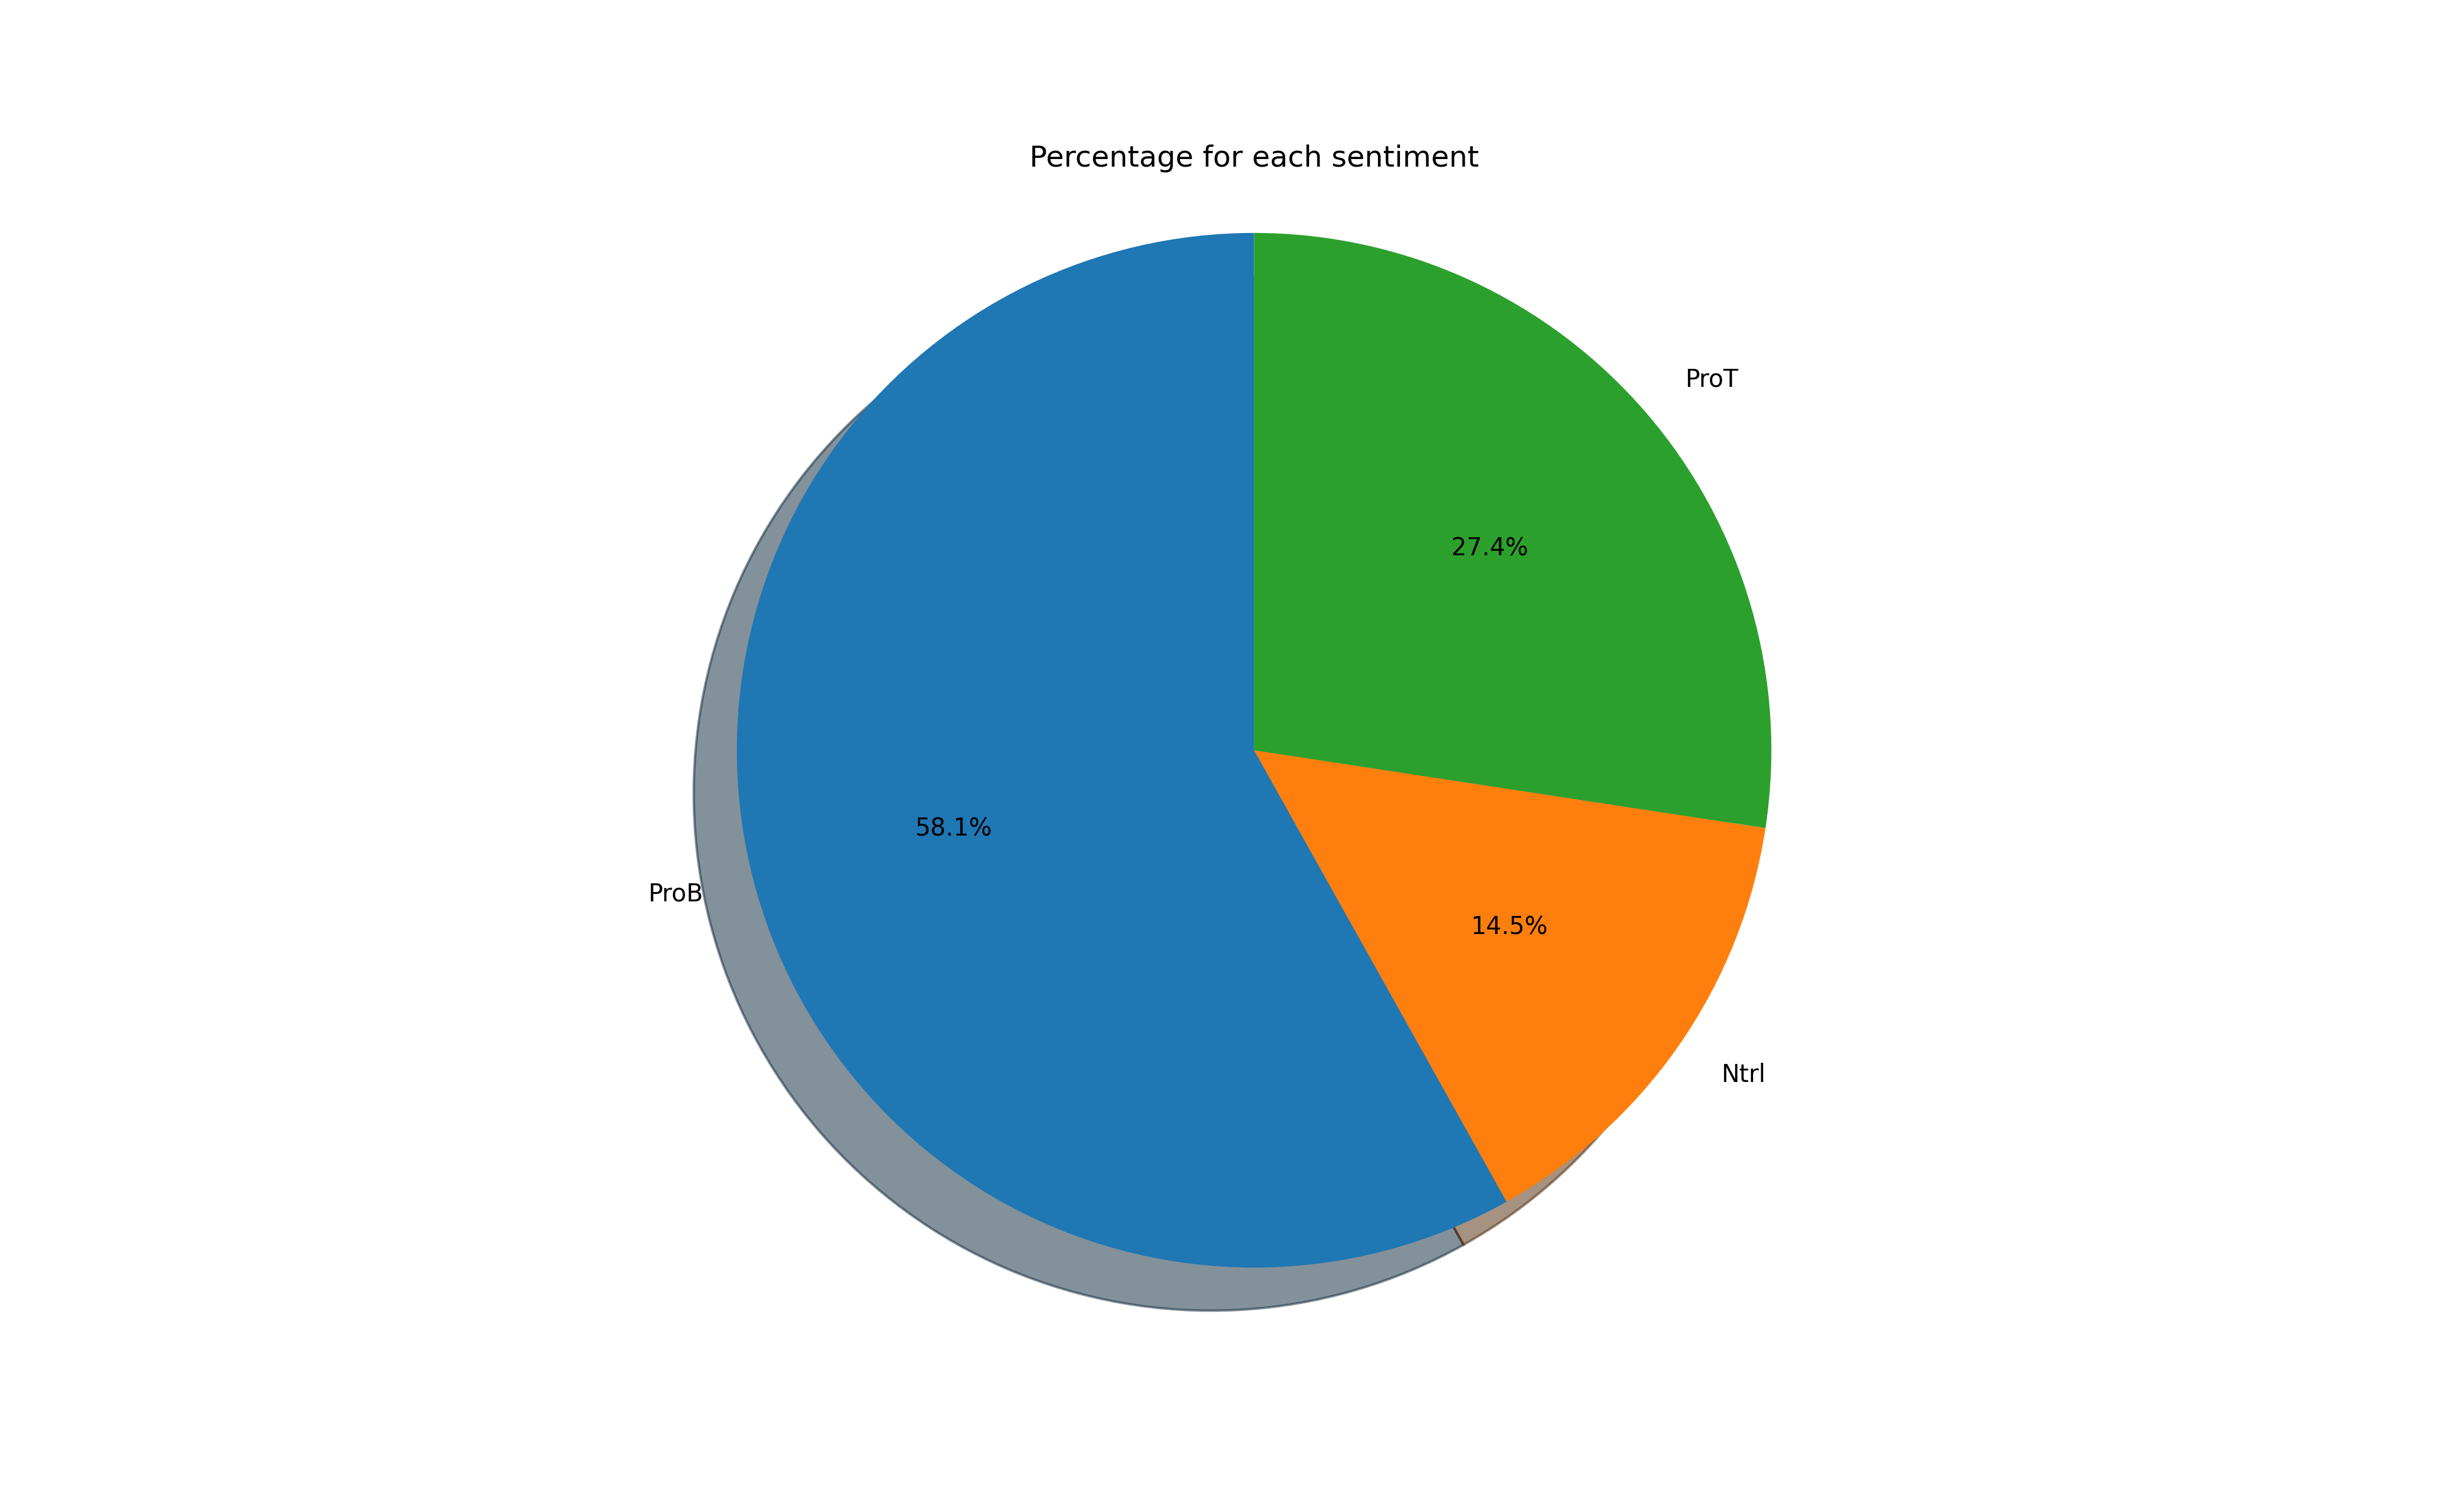 Percentage for each sentiment
ProT
27.4%
58.1%
ProB
14.5%
Ntrl